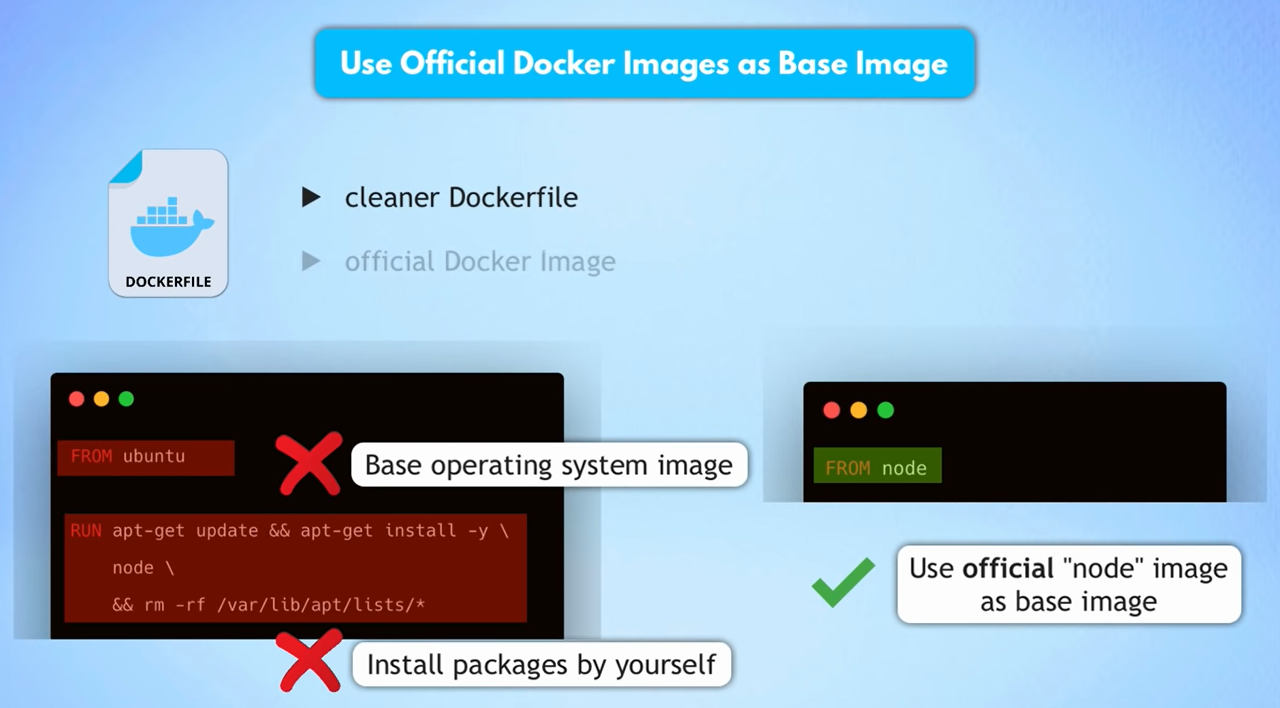 Use Official Docker Images as Base Image
▶ cleaner Dockerfile
▶ official Docker Image
DOCKERFILE
FROM ubuntu
Base operating system image
RUN apt-get update && apt-get install -y \
node \
&& rm -rf /var/lib/apt/lists/*
Install packages by yourself
FROM node
Use official "node" image
as base image